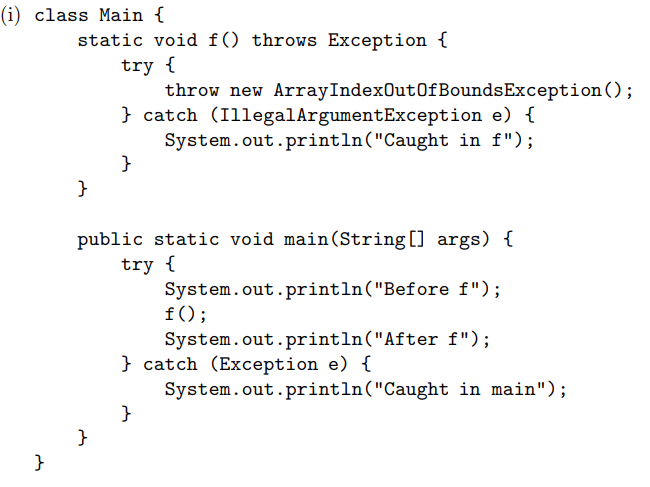 (i) class Main {
static void f() throws Exception {
try {
throw new ArrayIndexOutOfBoundsException();
} catch (IllegalArgumentException e) {
System.out.println("Caught in f");
}
}
public static void main(String[] args) {
try {
System.out.println("Before f");
f();
System.out.println("After f");
} catch (Exception e) {
System.out.println("Caught in main");
}
}
}